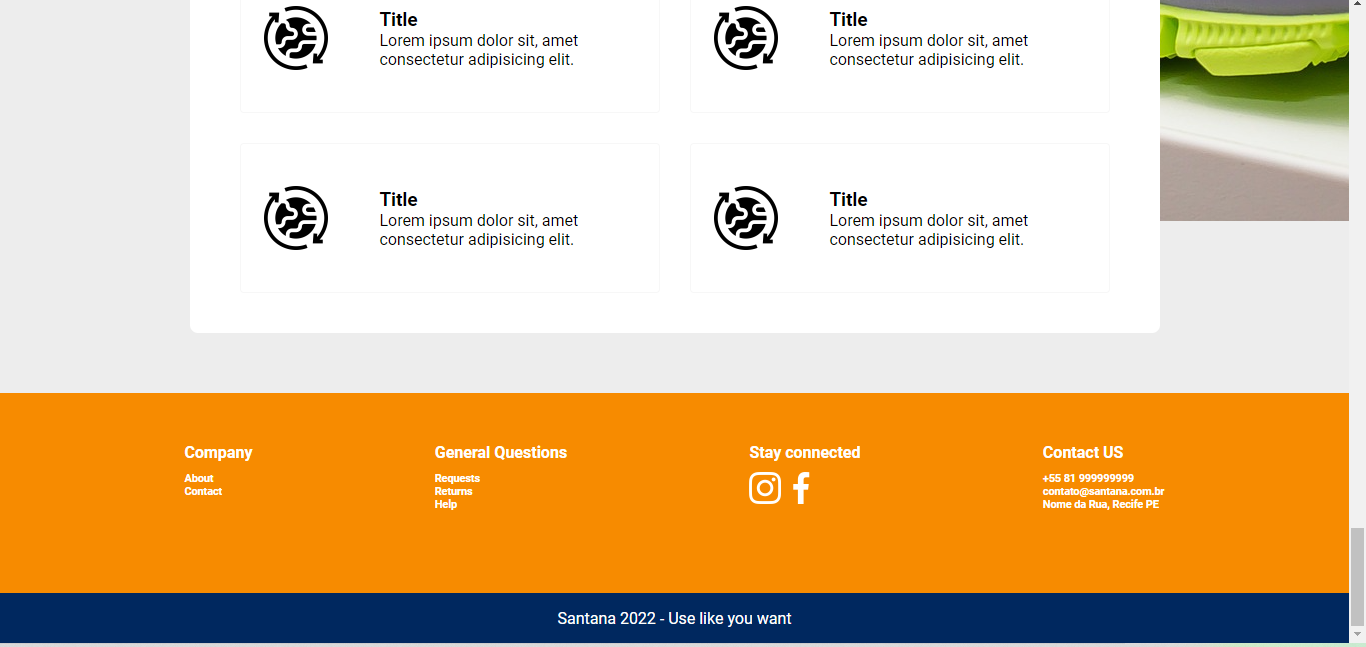 Title
Lorem ipsum dolor sit, amet
consectetur adipisicing elit.
Title
Lorem ipsum dolor sit, amet
consectetur adipisicing elit.
Title
Lorem ipsum dolor sit, amet
consectetur adipisicing elit.
Title
Lorem ipsum dolor sit, amet
consectetur adipisicing elit.
Company
About
Contact
General Questions
Requests
Returns
Help
Stay connected
Contact US
+55 81 999999999
contato@santana.com.br
Nome da Rua, Recife PE
Santana 2022 - Use like you want